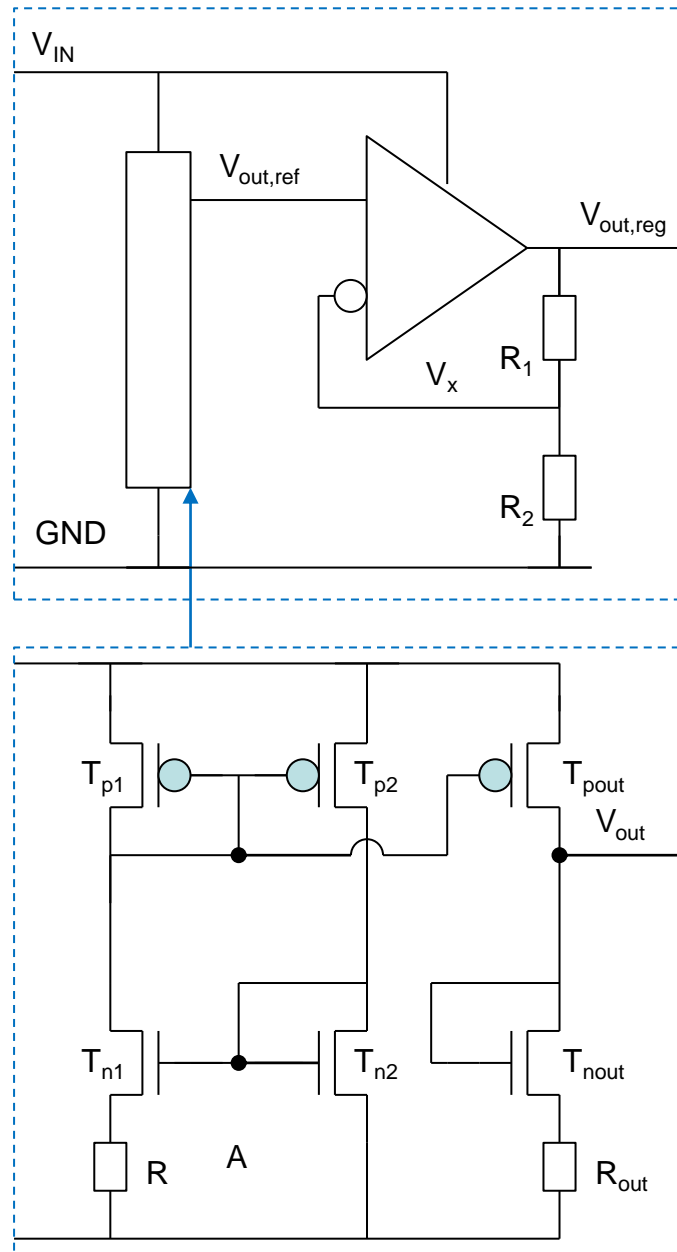 V_IN
V_out,ref
V_out,reg
R_1
V_x
R_2
GND
T_p1
T_p2
T_pout
V_out
T_n1
T_n2
T_nout
R
A
R_out